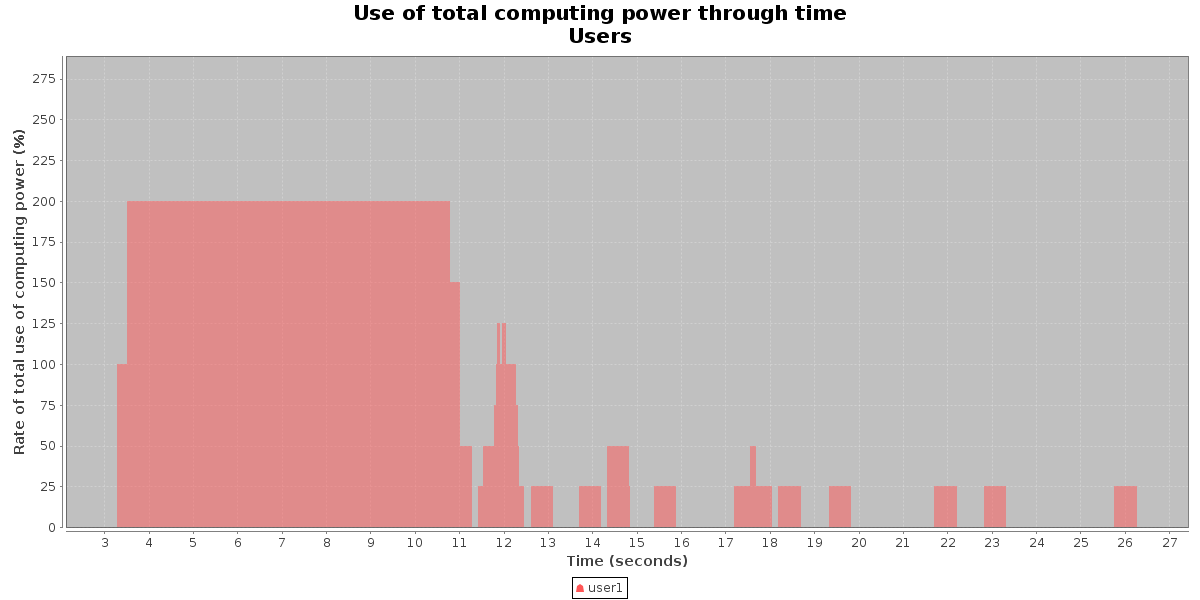 Use of total computing power through time
Users
Rate of total use of computing power (%)
275
250
225
200
175
150
125
100
75
50
25
0
3 4 5 6 7 8 9 10 11 12 13 14 15 16 17 18 19 20 21 22 23 24 25 26 27
Time (seconds)
user1